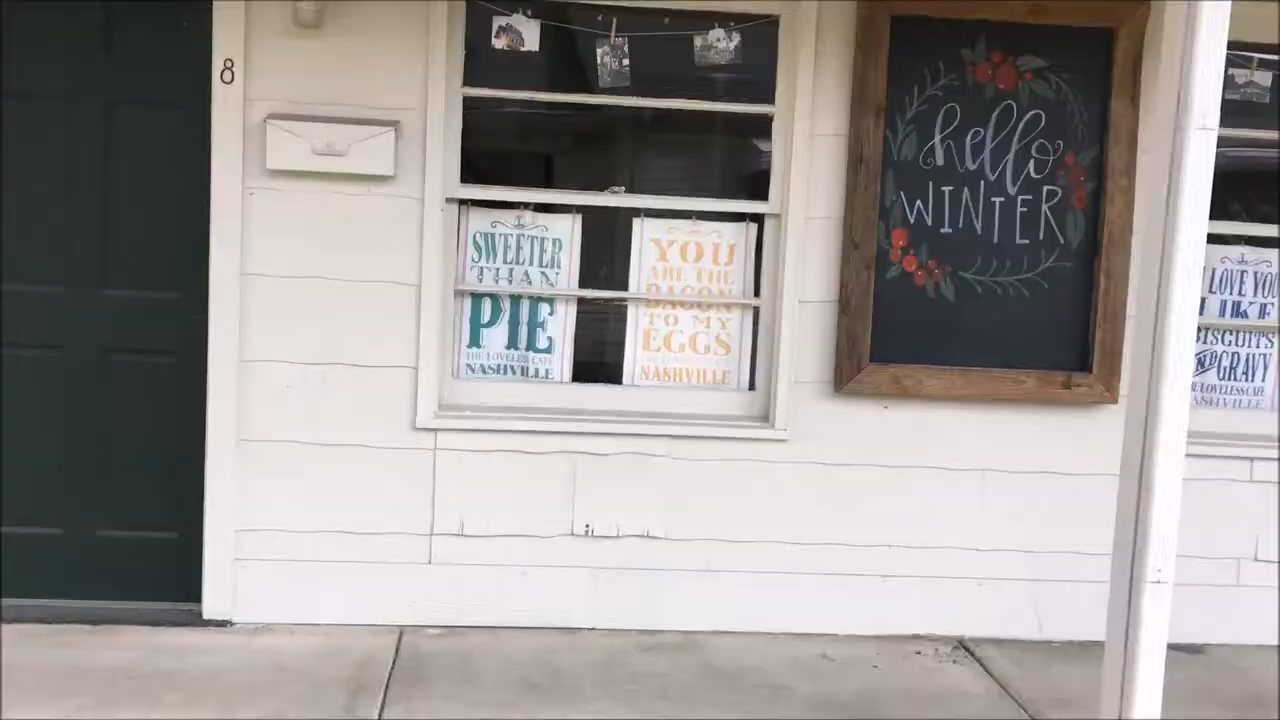 8
SWEETER
THAN
PIE
THE LOVELESS CAFE
NASHVILLE
YOU
ARE THE
BACON
TO MY
EGGS
NASHVILLE
hello
WINTER
I LOVE YOU
LIKE
BISCUITS
AND GRAVY
THE LOVELESS CAFE
NASHVILLE